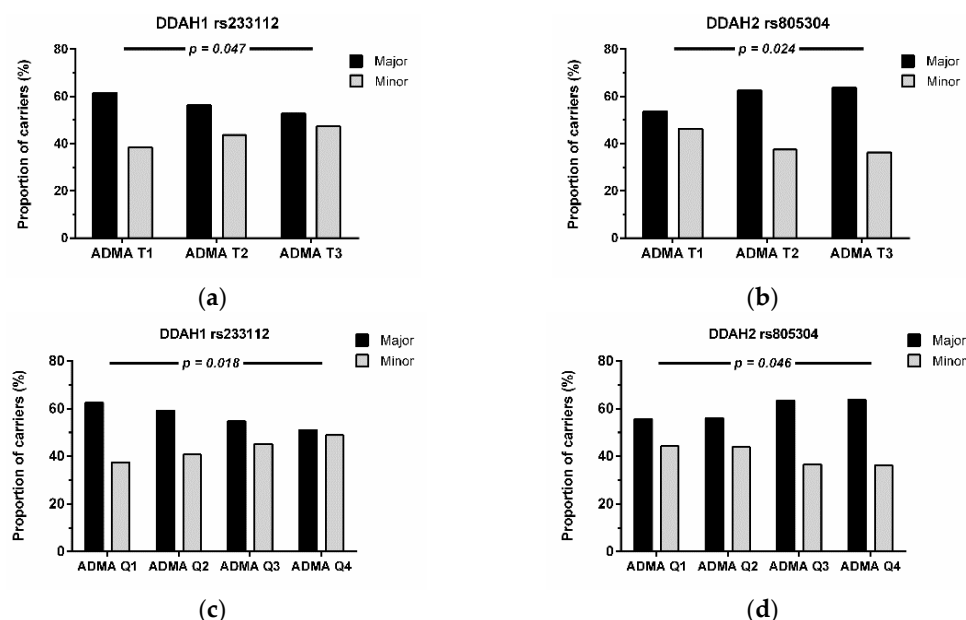 DDAH1 rs233112
p = 0.047
Major
Minor
Proportion of carriers (%)
80
60
40
20
0
ADMA T1 ADMA T2 ADMA T3
(a)
DDAH2 rs805304
p = 0.024
Major
Minor
Proportion of carriers (%)
80
60
40
20
0
ADMA T1 ADMA T2 ADMA T3
(b)
DDAH1 rs233112
p = 0.018
Major
Minor
Proportion of carriers (%)
80
60
40
20
0
ADMA Q1 ADMA Q2 ADMA Q3 ADMA Q4
(c)
DDAH2 rs805304
p = 0.046
Major
Minor
Proportion of carriers (%)
80
60
40
20
0
ADMA Q1 ADMA Q2 ADMA Q3 ADMA Q4
(d)